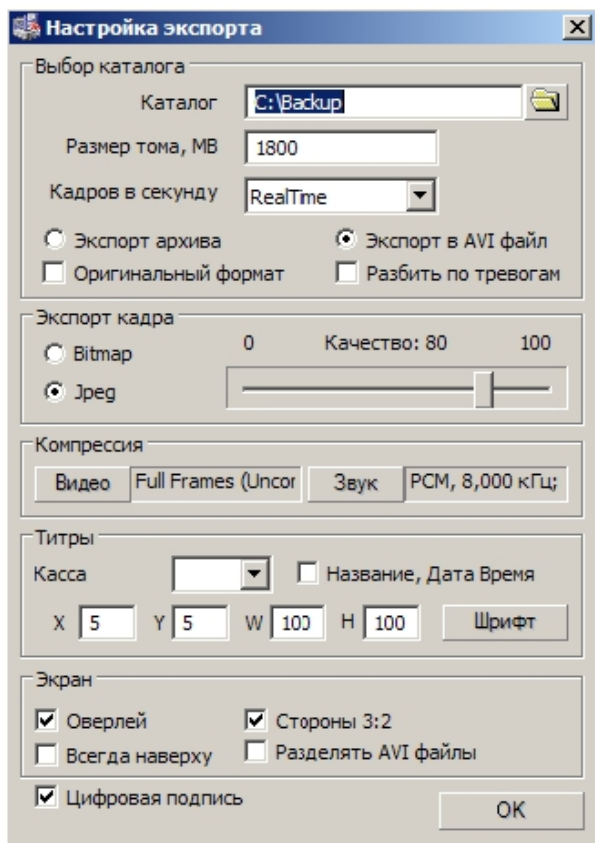 Настройка экспорта
Выбор каталога
Каталог C:\Backup
Размер тома, МВ 1800
Кадров в секунду RealTime
Экспорт архива Экспорт в AVI файл
Оригинальный формат Разбить по тревогам
Экспорт кадра
Bitmap 0 Качество: 80 100
Jpeg
Компрессия
Видео Full Frames (Uncor Звук PCM, 8,000 кГц;
Титры
Касса Название, Дата Время
X 5 Y 5 W 100 H 100 Шрифт
Экран
Оверлей Стороны 3:2
Всегда наверху Разделять AVI файлы
Цифровая подпись OK